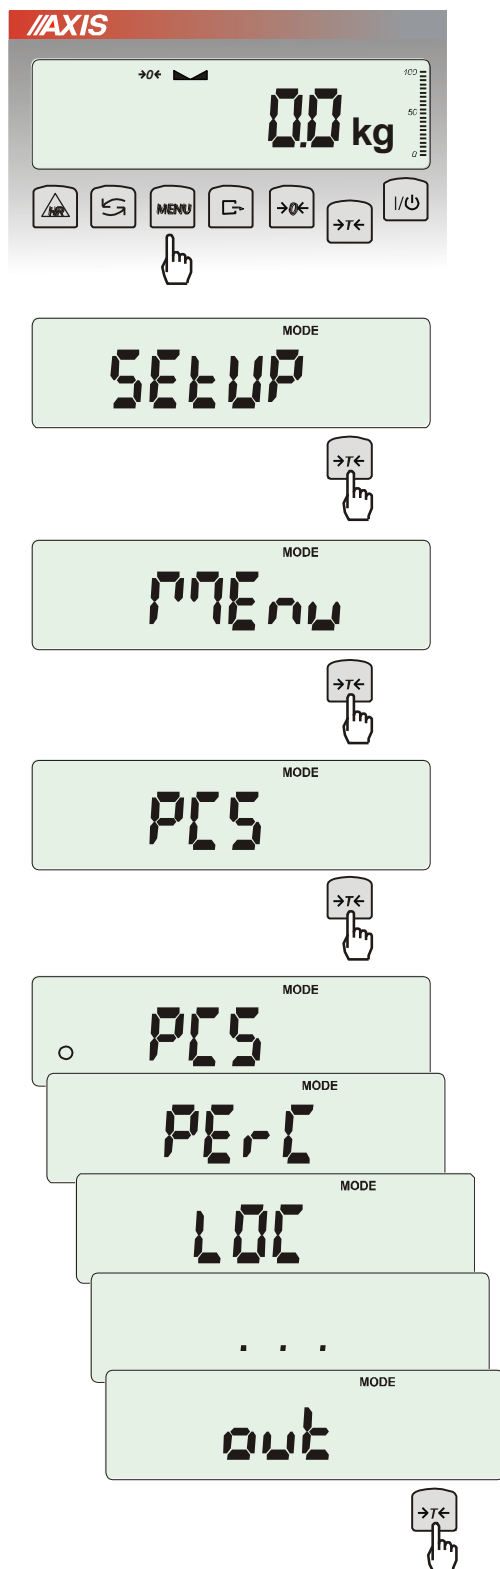 AXIS
→0←
100
0.0 kg
50
0
HR
MENU
→0←
→T←
I/⏻
MODE
SEtUP
→T←
MODE
MEnu
→T←
MODE
PCS
→T←
MODE
PCS
MODE
PErC
MODE
LOC
. . .
MODE
out
→T←